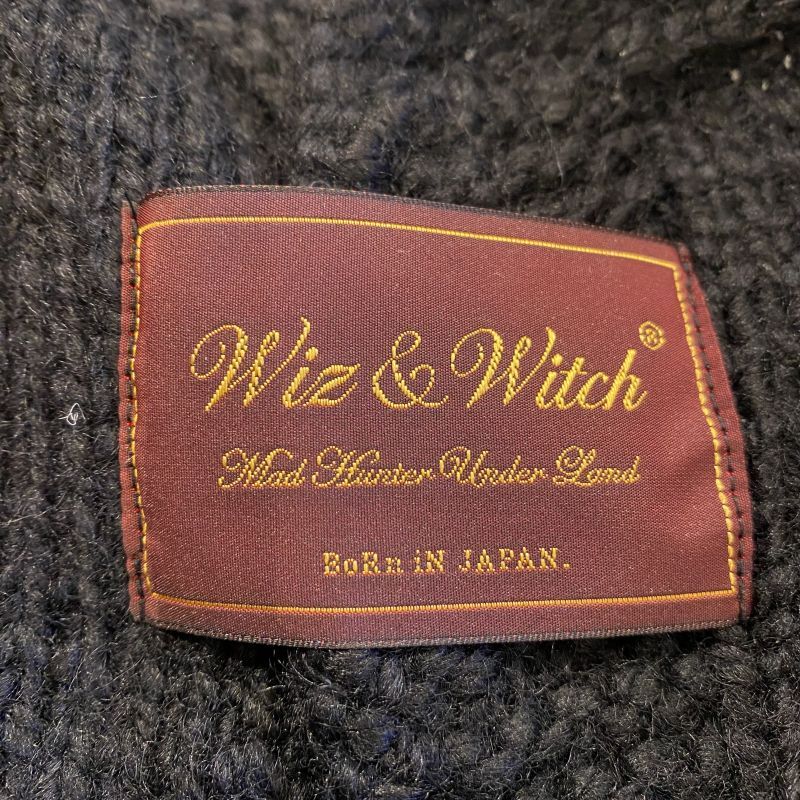 Wiz & Witch®
Mad Hunter Under Land
BoRn iN JAPAN.